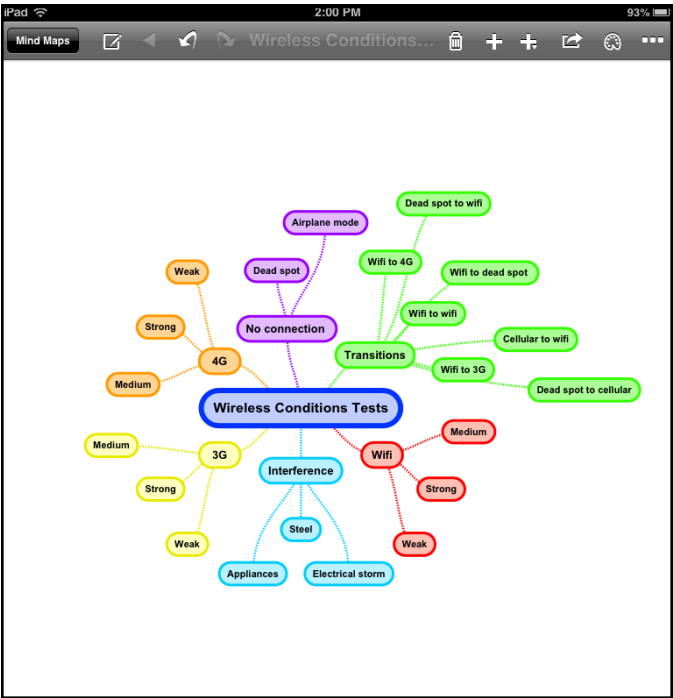 iPad
2:00 PM
93%
Mind Maps
Wireless Conditions...
Dead spot to wifi
Airplane mode
Wifi to 4G
Weak
Dead spot
Wifi to dead spot
Wifi to wifi
Strong
No connection
Cellular to wifi
4G
Transitions
Wifi to 3G
Medium
Dead spot to cellular
Wireless Conditions Tests
Medium
Medium
3G
Wifi
Interference
Strong
Strong
Steel
Weak
Weak
Appliances
Electrical storm